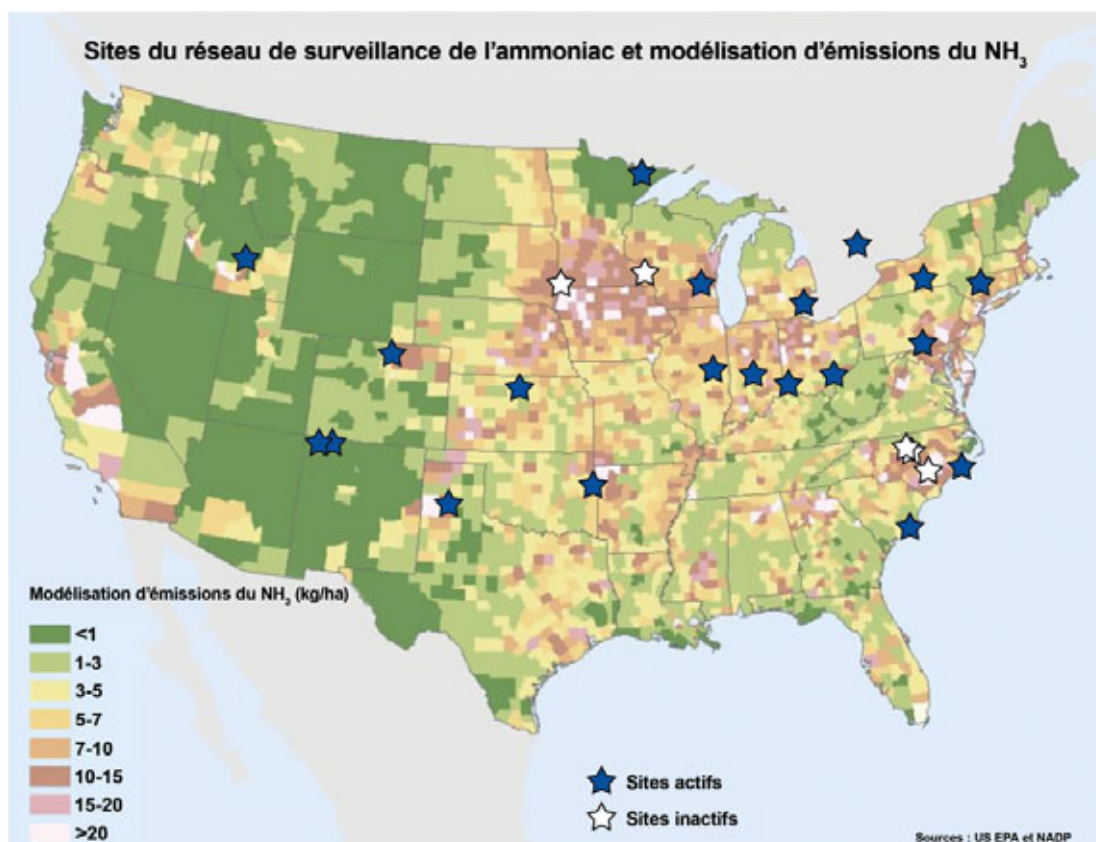 Sites du réseau de surveillance de l'ammoniac et modélisation d'émissions du NH₃
Modélisation d'émissions du NH₃ (kg/ha)
<1
1-3
3-5
5-7
7-10
10-15
15-20
>20
Sites actifs
Sites inactifs
Sources : US EPA et NADP